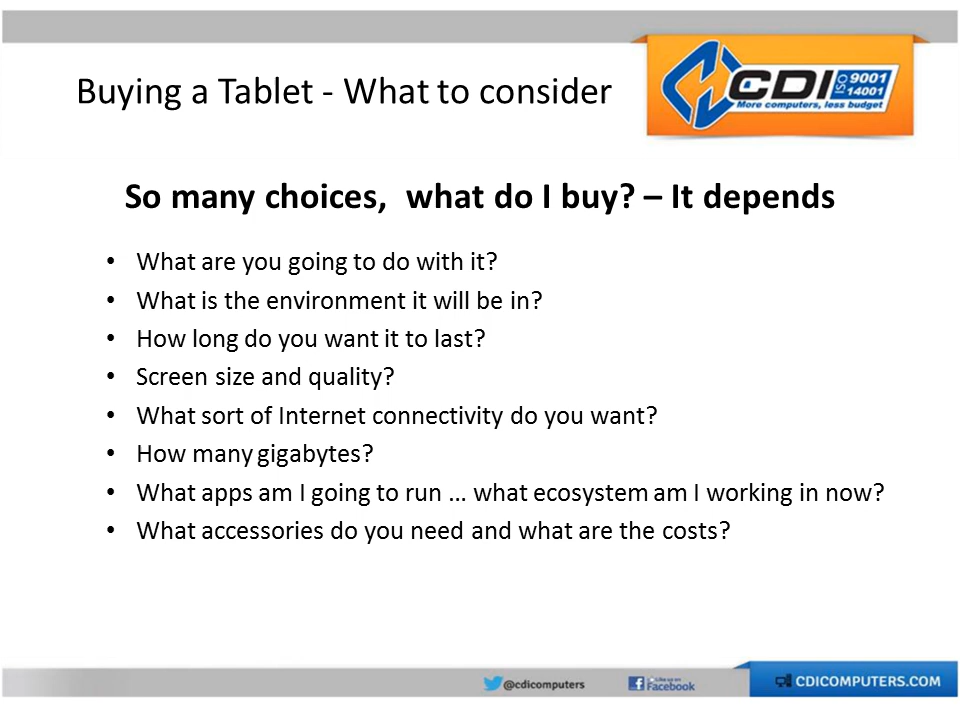 Buying a Tablet - What to consider
CDI
ISO
9001
14001
More computers, less budget
So many choices, what do I buy? – It depends
• What are you going to do with it?
• What is the environment it will be in?
• How long do you want it to last?
• Screen size and quality?
• What sort of Internet connectivity do you want?
• How many gigabytes?
• What apps am I going to run ... what ecosystem am I working in now?
• What accessories do you need and what are the costs?
@cdicomputers
Like us on
Facebook
CDICOMPUTERS.COM